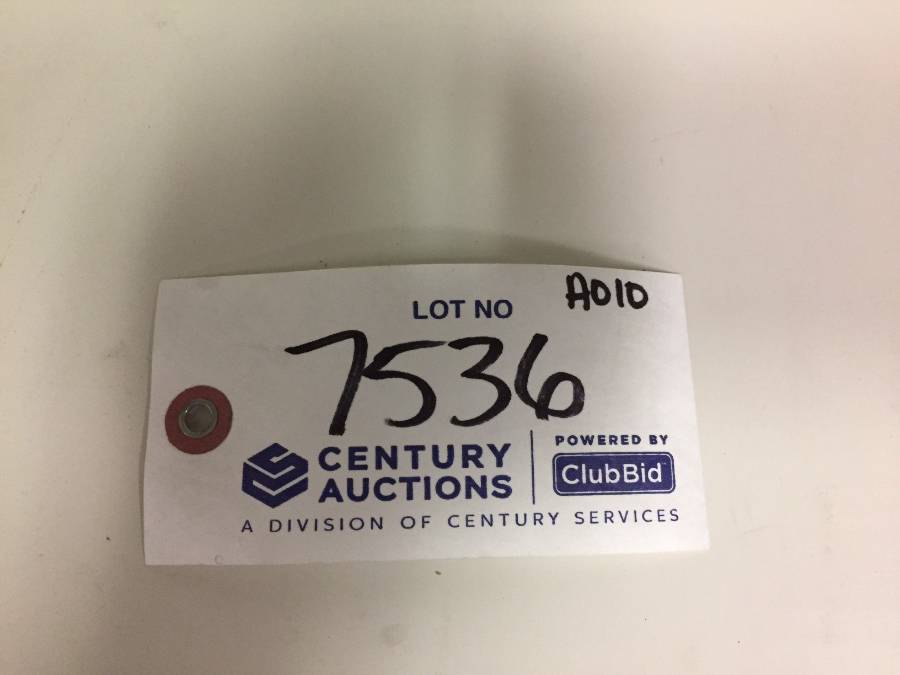 A010
LOT NO
7536
CENTURY AUCTIONS
POWERED BY
ClubBid
A DIVISION OF CENTURY SERVICES